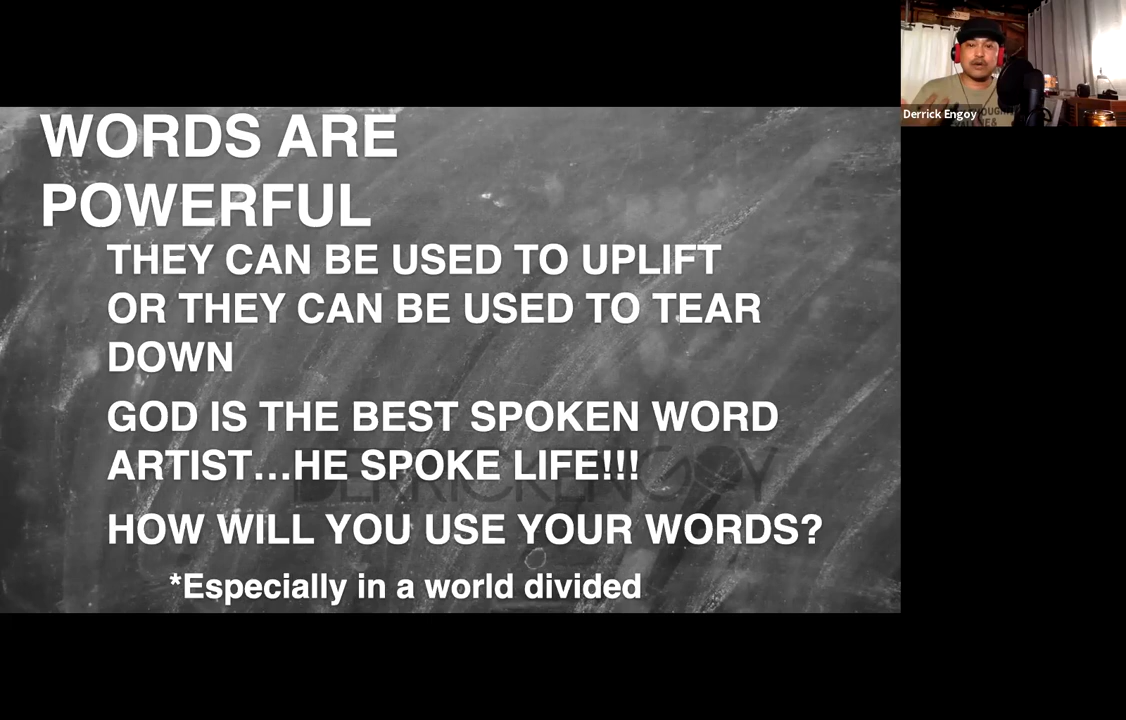 WORDS ARE
POWERFUL
THEY CAN BE USED TO UPLIFT
OR THEY CAN BE USED TO TEAR
DOWN
GOD IS THE BEST SPOKEN WORD
ARTIST...HE SPOKE LIFE!!!
HOW WILL YOU USE YOUR WORDS?
*Especially in a world divided
DERRICKENGOY
Derrick Engoy